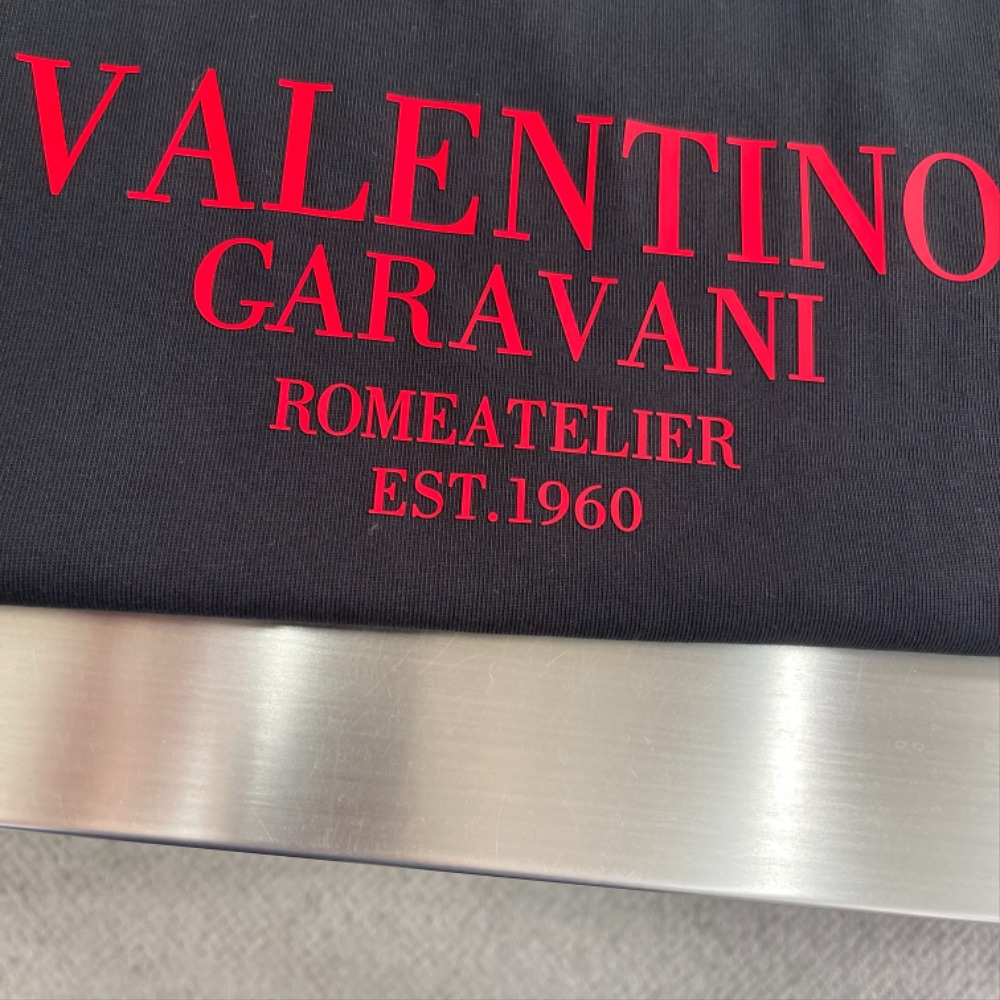 VALENTINO
GARAVANI
ROMEATELIER
EST.1960